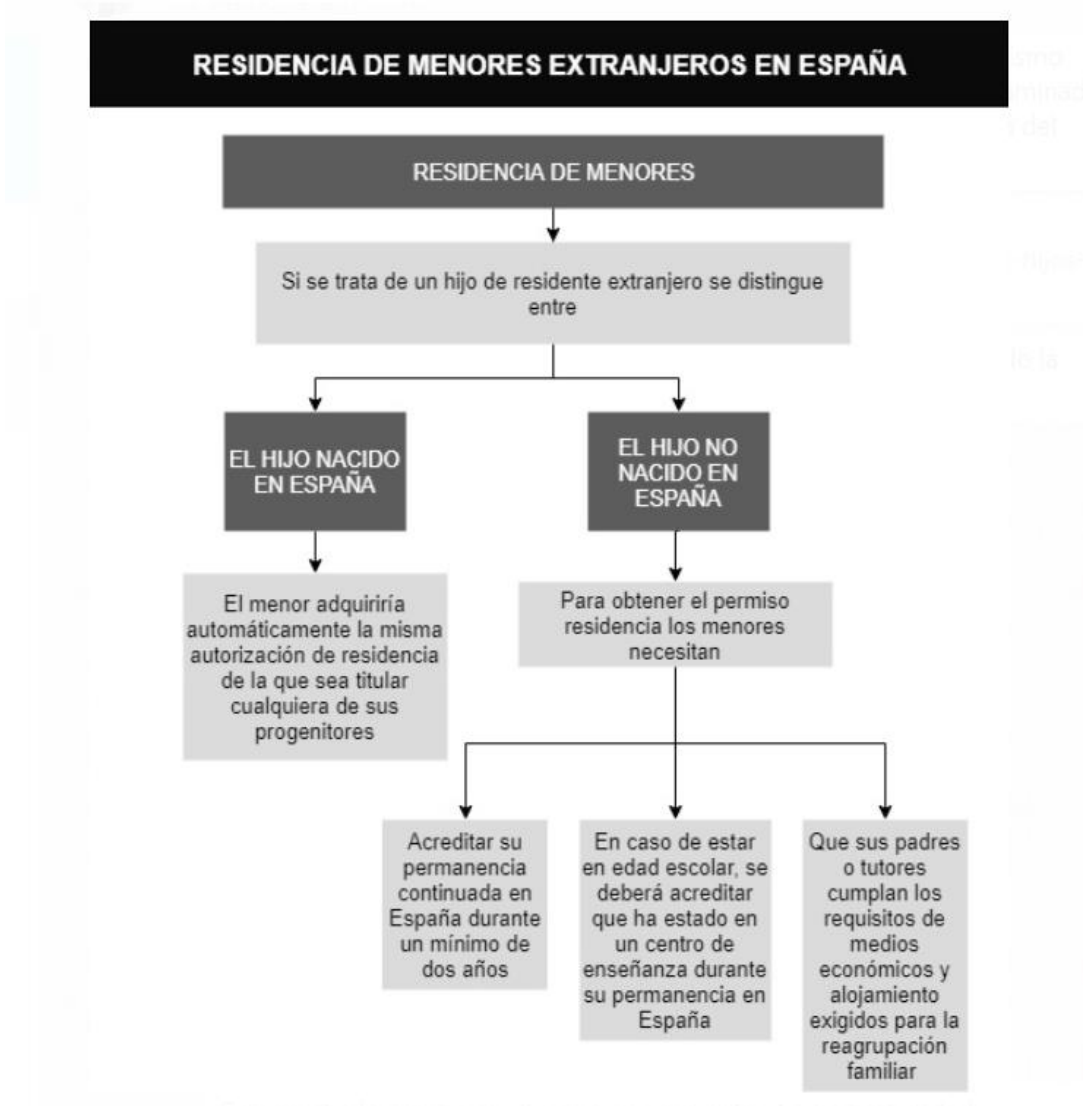 RESIDENCIA DE MENORES EXTRANJEROS EN ESPAÑA
RESIDENCIA DE MENORES
Si se trata de un hijo de residente extranjero se distingue
entre
EL HIJO NACIDO
EN ESPAÑA
EL HIJO NO
NACIDO EN
ESPAÑA
El menor adquiriría
automáticamente la misma
autorización de residencia
de la que sea titular
cualquiera de sus
progenitores
Para obtener el permiso
residencia los menores
necesitan
Acreditar su
permanencia
continuada en
España durante
un mínimo de
dos años
En caso de estar
en edad escolar, se
deberá acreditar
que ha estado en
un centro de
enseñanza durante
su permanencia en
España
Que sus padres
o tutores
cumplan los
requisitos de
medios
económicos y
alojamiento
exigidos para la
reagrupación
familiar